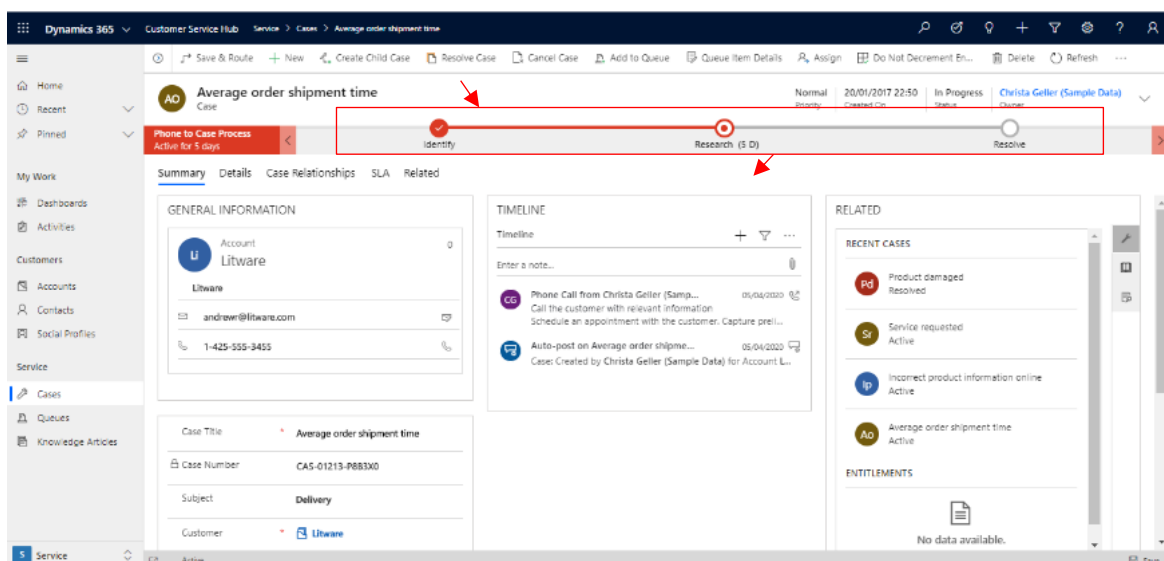 Dynamics 365 Customer Service Hub Service > Cases > Average order shipment time
Save & Route New Create Child Case Resolve Case Cancel Case Add to Queue Queue Item Details Assign Do Not Decrement En... Delete Refresh
Home
Recent
Pinned
My Work
Dashboards
Activities
Customers
Accounts
Contacts
Social Profiles
Service
Cases
Queues
Knowledge Articles
S Service
AO Average order shipment time
Case
Normal 20/01/2017 22:50 In Progress Christa Geller (Sample Data)
Priority Created On Status Owner
Phone to Case Process
Active for 5 days
Identify Research (5 D) Resolve
Summary Details Case Relationships SLA Related
GENERAL INFORMATION
Account 0
Li Litware
Litware
andrewr@litware.com
1-425-555-3455
Case Title * Average order shipment time
Case Number CAS-01213-P8B3X0
Subject Delivery
Customer * Litware
Active
TIMELINE
Timeline
Enter a note...
CG Phone Call from Christa Geller (Samp... 05/04/2020
Call the customer with relevant information
Schedule an appointment with the customer. Capture preli...
Auto-post on Average order shipme... 05/04/2020
Case: Created by Christa Geller (Sample Data) for Account L...
RELATED
RECENT CASES
Pd Product damaged
Resolved
Sr Service requested
Active
Ip Incorrect product information online
Active
Ao Average order shipment time
Active
ENTITLEMENTS
No data available.
Save